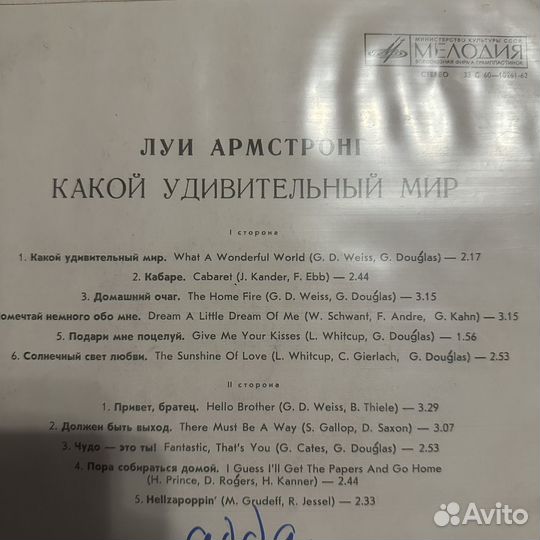 МИНИСТЕРСТВО КУЛЬТУРЫ СССР
МЕЛОДИЯ
ВСЕСОЮЗНАЯ ФИРМА ГРАМПЛАСТИНОК
СТЕРЕО 33 С 60—10261-62
ЛУИ АРМСТРОНГ
КАКОЙ УДИВИТЕЛЬНЫЙ МИР
I сторона
1. Какой удивительный мир. What A Wonderful World (G. D. Weiss, G. Douglas) — 2.17
2. Кабаре. Cabaret (J. Kander, F. Ebb) — 2.44
3. Домашний очаг. The Home Fire (G. D. Weiss, G. Douglas) — 3.15
омечтай немного обо мне. Dream A Little Dream Of Me (W. Schwant, F. Andre, G. Kahn) — 3.15
5. Подари мне поцелуй. Give Me Your Kisses (L. Whitcup, G. Douglas) — 1.56
6. Солнечный свет любви. The Sunshine Of Love (L. Whitcup, C. Gierlach, G. Douglas) — 2.53
II сторона
1. Привет, братец. Hello Brother (G. D. Weiss, B. Thiele) — 3.29
2. Должен быть выход. There Must Be A Way (S. Gallop, D. Saxon) — 3.07
3. Чудо — это ты! Fantastic, That's You (G. Cates, G. Douglas) — 2.53
4. Пора собираться домой. I Guess I'll Get The Papers And Go Home
(H. Prince, D. Rogers, H. Kanner) — 2.44
5. Hellzapoppin' (M. Grudeff, R. Jessel) — 2.33
Avito